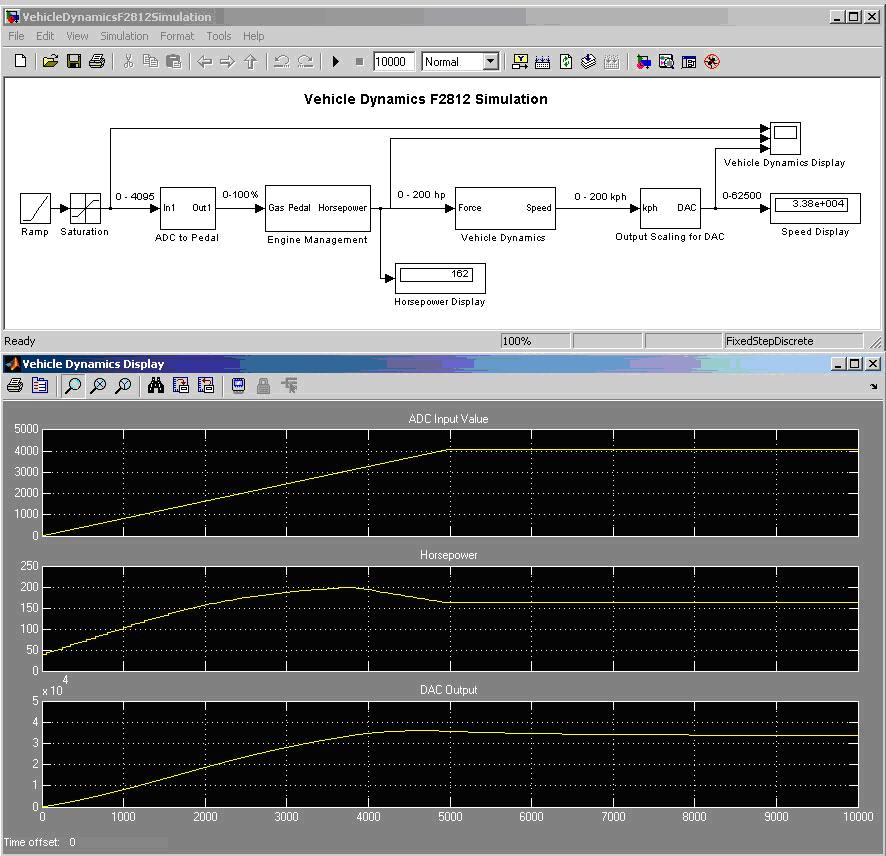 VehicleDynamicsF2812Simulation
File Edit View Simulation Format Tools Help
10000 Normal
Vehicle Dynamics F2812 Simulation
Vehicle Dynamics Display
0 - 4095 0-100% 0 - 200 hp 0 - 200 kph 0-62500
In1 Out1 Gas Pedal Horsepower Force Speed kph DAC 3.38e+004
Ramp Saturation ADC to Pedal Engine Management Vehicle Dynamics Output Scaling for DAC Speed Display
162
Horsepower Display
Ready 100% FixedStepDiscrete
Vehicle Dynamics Display
ADC Input Value
5000
4000
3000
2000
1000
0
Horsepower
250
200
150
100
50
0
x 10 4
DAC Output
5
4
3
2
1
0
0 1000 2000 3000 4000 5000 6000 7000 8000 9000 10000
Time offset: 0